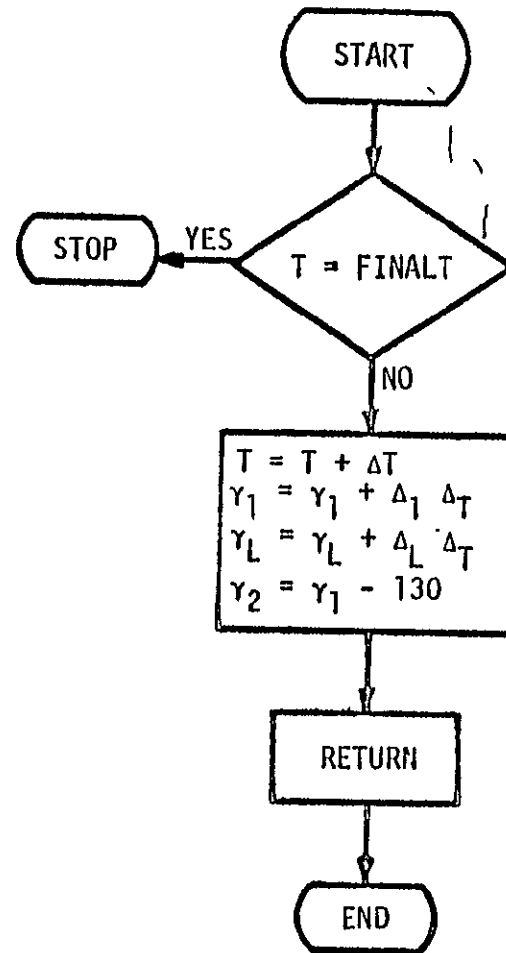 START
T = FINALT
YES
STOP
NO
T = T + ΔT
γ1 = γ1 + Δ1 ΔT
γL = γL + ΔL ΔT
γ2 = γ1 - 130
RETURN
END